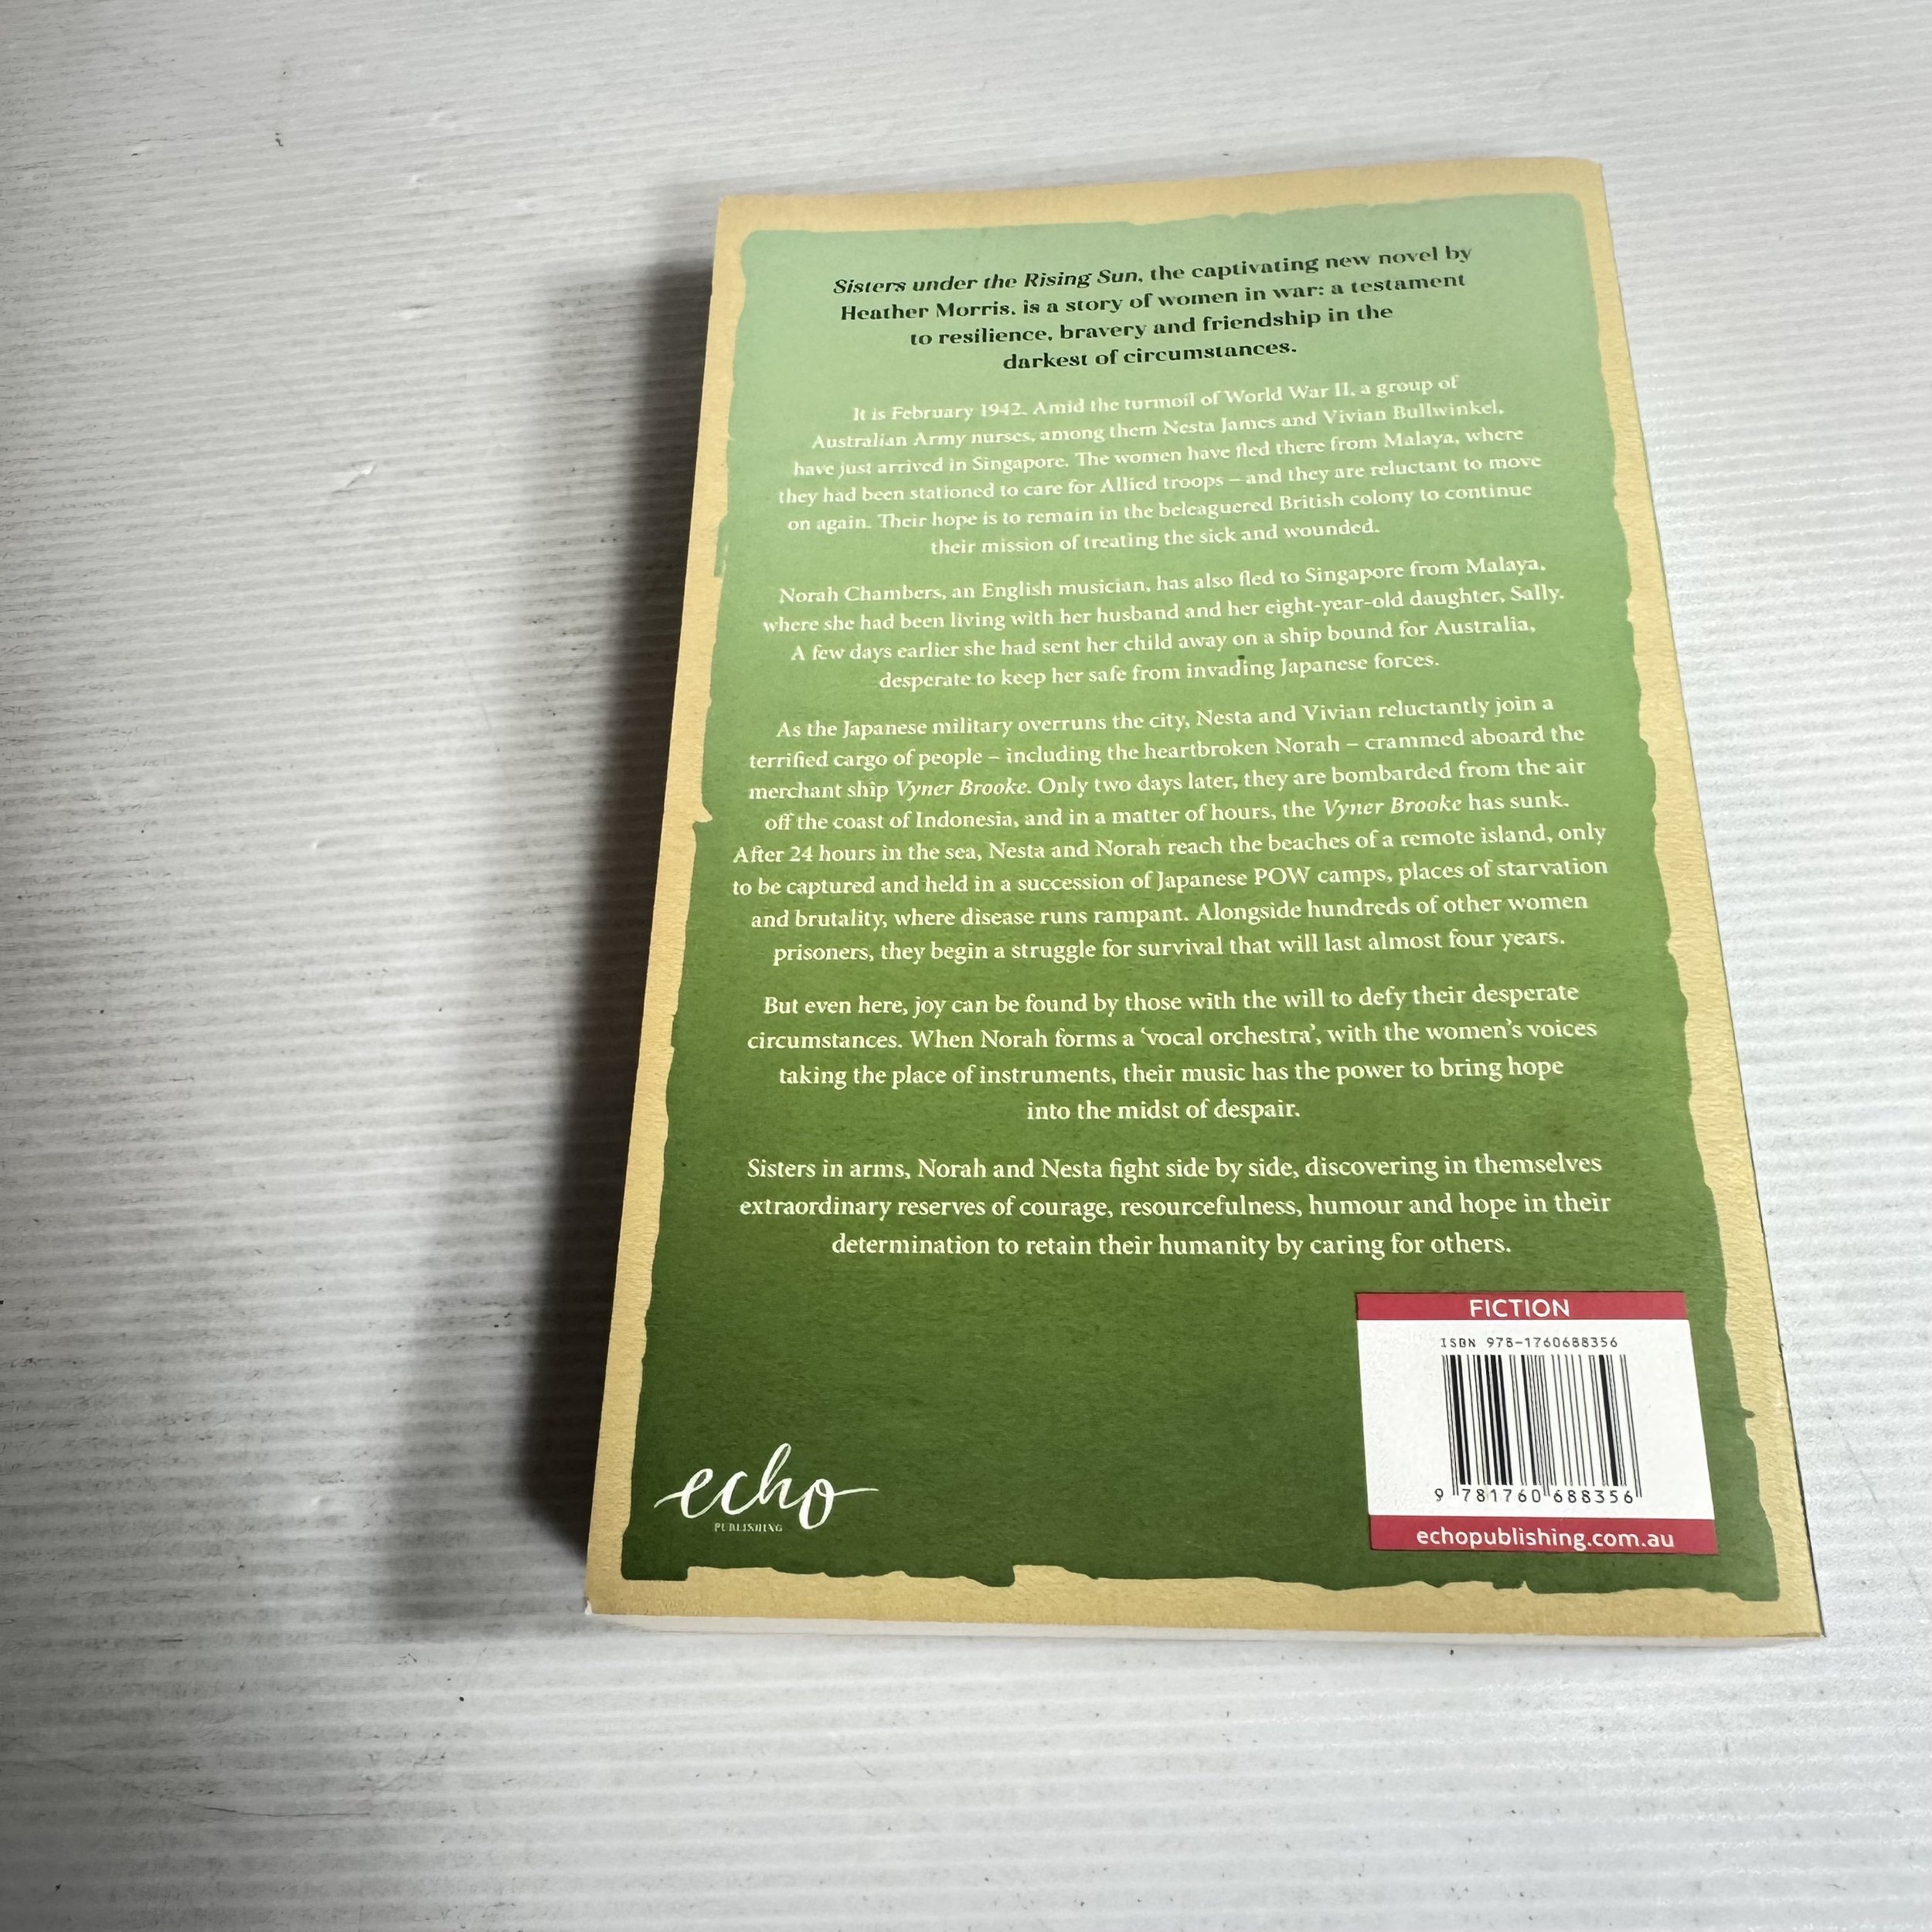 Sisters under the Rising Sun, the captivating new novel by
Heather Morris, is a story of women in war: a testament
to resilience, bravery and friendship in the
darkest of circumstances.
It is February 1942. Amid the turmoil of World War II, a group of
Australian Army nurses, among them Nesta James and Vivian Bullwinkel,
have just arrived in Singapore. The women have fled there from Malaya, where
they had been stationed to care for Allied troops – and they are reluctant to move
on again. Their hope is to remain in the beleaguered British colony to continue
their mission of treating the sick and wounded.
Norah Chambers, an English musician, has also fled to Singapore from Malaya,
where she had been living with her husband and her eight-year-old daughter, Sally.
A few days earlier she had sent her child away on a ship bound for Australia,
desperate to keep her safe from invading Japanese forces.
As the Japanese military overruns the city, Nesta and Vivian reluctantly join a
terrified cargo of people – including the heartbroken Norah – crammed aboard the
merchant ship Vyner Brooke. Only two days later, they are bombarded from the air
off the coast of Indonesia, and in a matter of hours, the Vyner Brooke has sunk.
After 24 hours in the sea, Nesta and Norah reach the beaches of a remote island, only
to be captured and held in a succession of Japanese POW camps, places of starvation
and brutality, where disease runs rampant. Alongside hundreds of other women
prisoners, they begin a struggle for survival that will last almost four years.
But even here, joy can be found by those with the will to defy their desperate
circumstances. When Norah forms a ‘vocal orchestra’, with the women’s voices
taking the place of instruments, their music has the power to bring hope
into the midst of despair.
Sisters in arms, Norah and Nesta fight side by side, discovering in themselves
extraordinary reserves of courage, resourcefulness, humour and hope in their
determination to retain their humanity by caring for others.
FICTION
ISBN 978-1760688356
9 781760 688356
echopublishing.com.au
echo
PUBLISHING